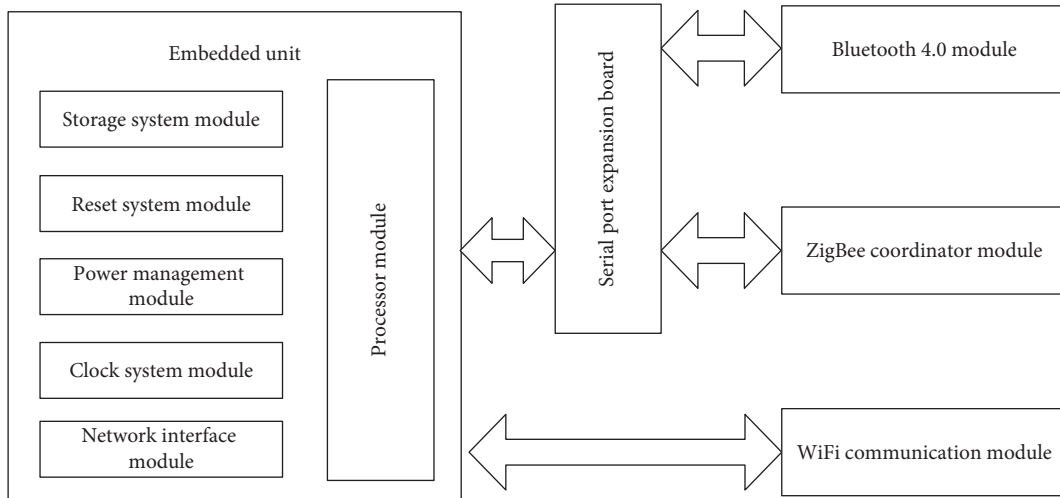 Embedded unit
Storage system module
Reset system module
Power management
module
Clock system module
Network interface
module
Processor module
Serial port expansion board
Bluetooth 4.0 module
ZigBee coordinator module
WiFi communication module